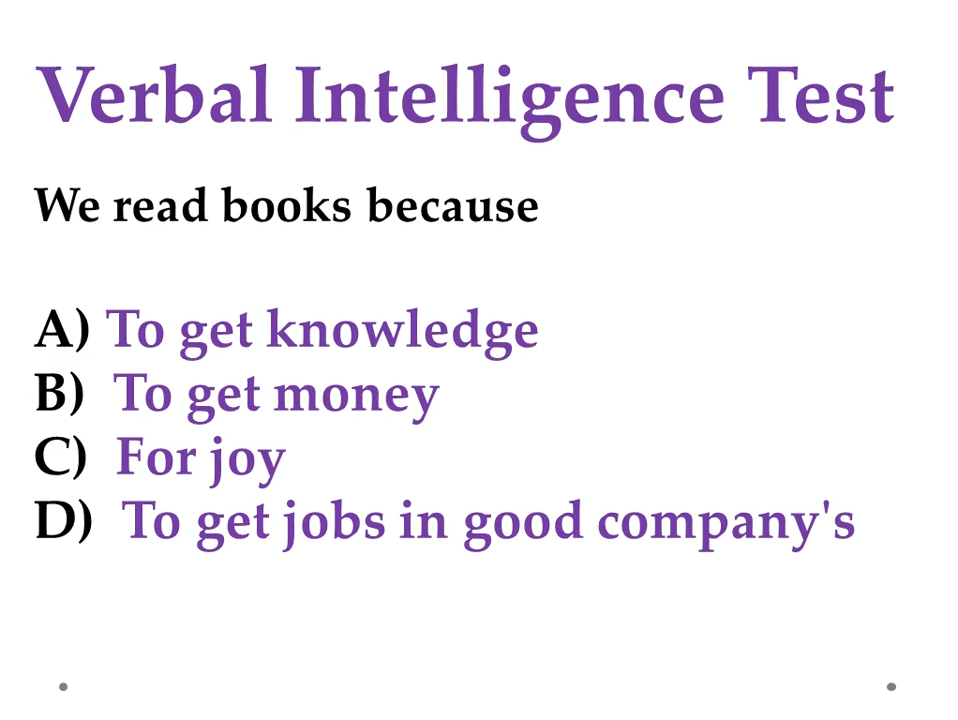 Verbal Intelligence Test
We read books because
A) To get knowledge
B) To get money
C) For joy
D) To get jobs in good company's